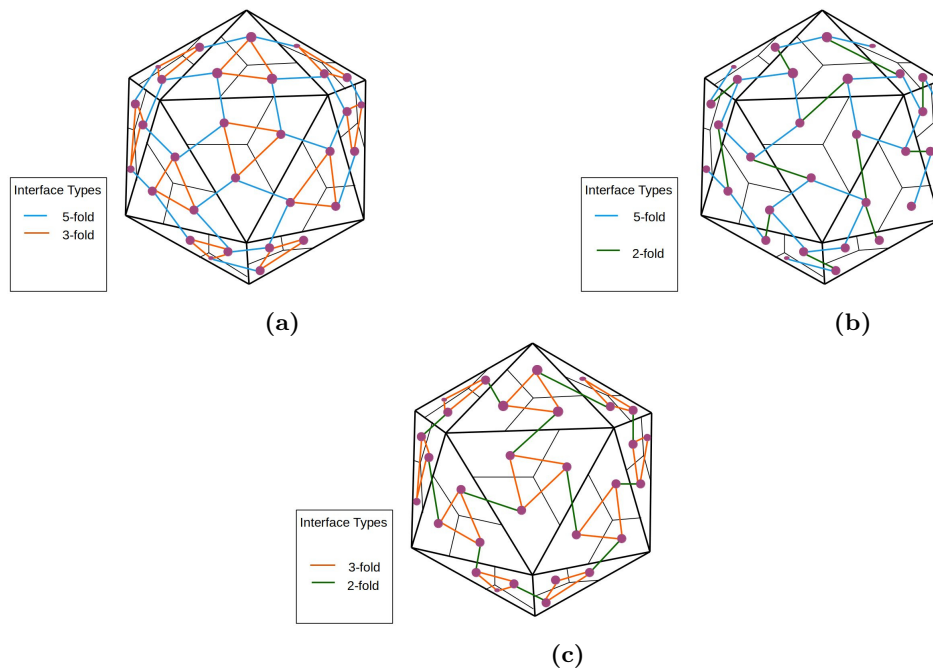 Interface Types
5-fold
3-fold
(a)
Interface Types
5-fold
2-fold
(b)
Interface Types
3-fold
2-fold
(c)